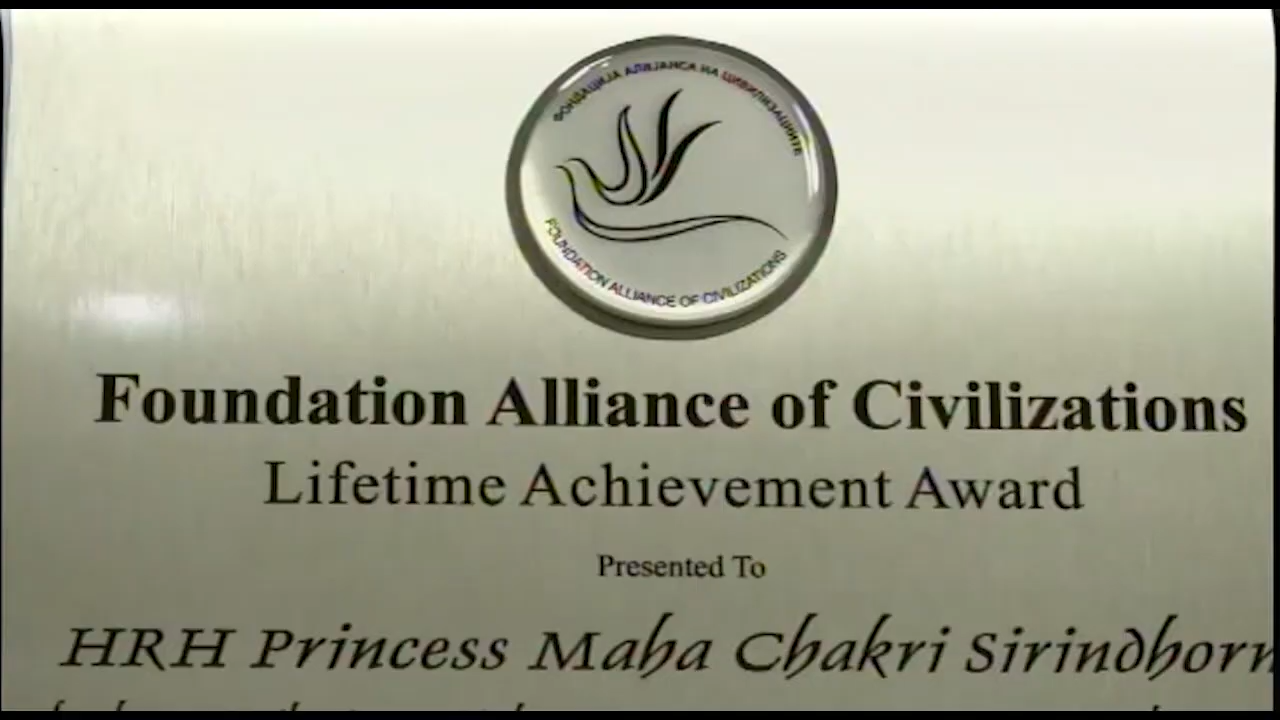 ФОНДАЦИЈА АЛИЈАНСА НА ЦИВИЛИЗАЦИИТЕ
FOUNDATION ALLIANCE OF CIVILIZATIONS
Foundation Alliance of Civilizations
Lifetime Achievement Award
Presented To
HRH Princess Maha Chakri Sirindhorn